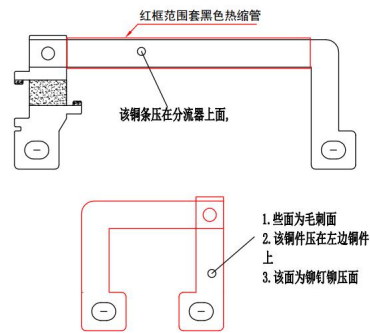 红框范围套黑色热缩管
该铜条压在分流器上面,
1.些面为毛刺面
2.该铜件压在左边铜件
上
3.该面为铆钉铆压面